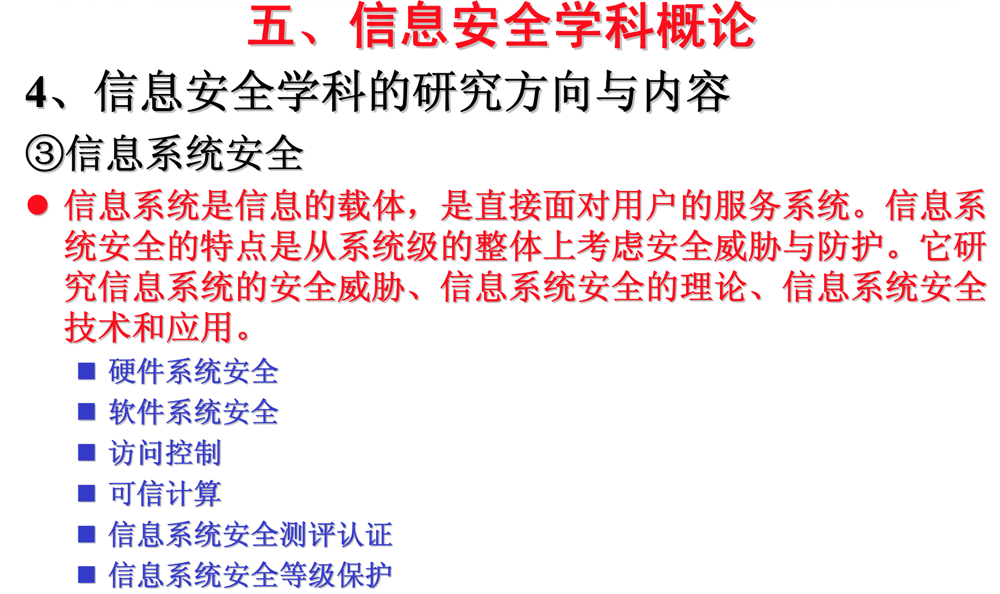 五、信息安全学科概论
4、信息安全学科的研究方向与内容
③信息系统安全
● 信息系统是信息的载体，是直接面对用户的服务系统。信息系
统安全的特点是从系统级的整体上考虑安全威胁与防护。它研
究信息系统的安全威胁、信息系统安全的理论、信息系统安全
技术和应用。
■ 硬件系统安全
■ 软件系统安全
■ 访问控制
■ 可信计算
■ 信息系统安全测评认证
■ 信息系统安全等级保护